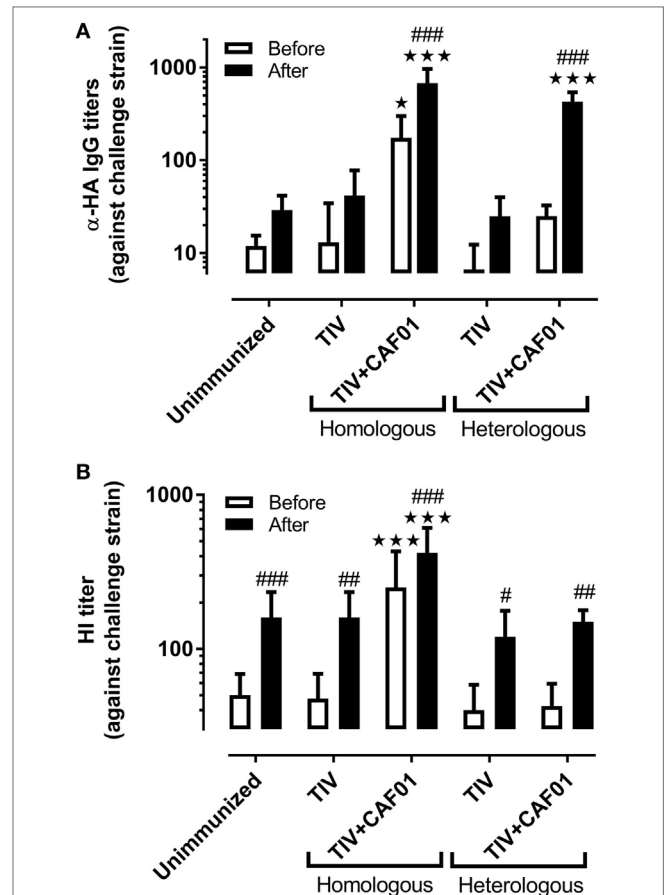 A
α-HA IgG titers
(against challenge strain)
1000
100
10
Before
After
###
★★★
★
###
★★★
Unimmunized
TIV
TIV+CAF01
TIV
TIV+CAF01
Homologous
Heterologous
B
HI titer
(against challenge strain)
1000
100
Before
After
###
★★★
★★★
###
##
#
##
Unimmunized
TIV
TIV+CAF01
TIV
TIV+CAF01
Homologous
Heterologous